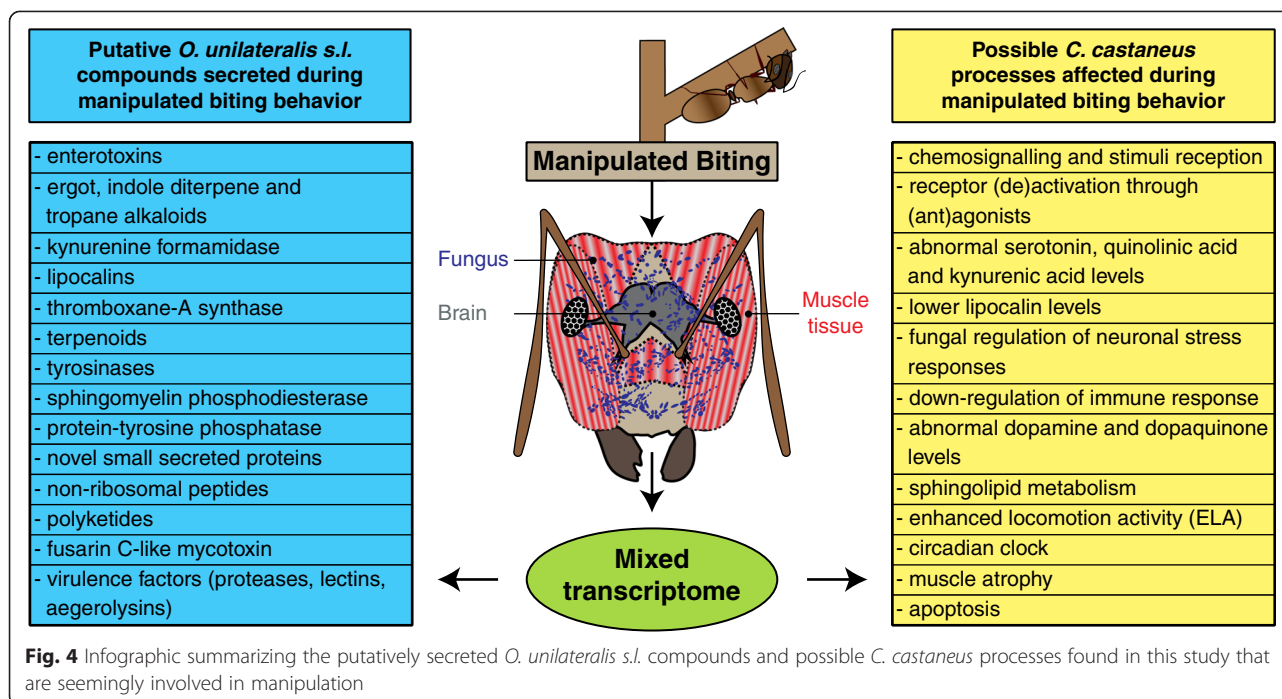 Putative O. unilateralis s.l.
compounds secreted during
manipulated biting behavior
- enterotoxins
- ergot, indole diterpene and
tropane alkaloids
- kynurenine formamidase
- lipocalins
- thromboxane-A synthase
- terpenoids
- tyrosinases
- sphingomyelin phosphodiesterase
- protein-tyrosine phosphatase
- novel small secreted proteins
- non-ribosomal peptides
- polyketides
- fusarin C-like mycotoxin
- virulence factors (proteases, lectins,
aegerolysins)
Manipulated Biting
Fungus
Brain
Muscle
tissue
Mixed
transcriptome
Possible C. castaneus
processes affected during
manipulated biting behavior
- chemosignalling and stimuli reception
- receptor (de)activation through
(ant)agonists
- abnormal serotonin, quinolinic acid
and kynurenic acid levels
- lower lipocalin levels
- fungal regulation of neuronal stress
responses
- down-regulation of immune response
- abnormal dopamine and dopaquinone
levels
- sphingolipid metabolism
- enhanced locomotion activity (ELA)
- circadian clock
- muscle atrophy
- apoptosis
Fig. 4 Infographic summarizing the putatively secreted O. unilateralis s.l. compounds and possible C. castaneus processes found in this study that
are seemingly involved in manipulation